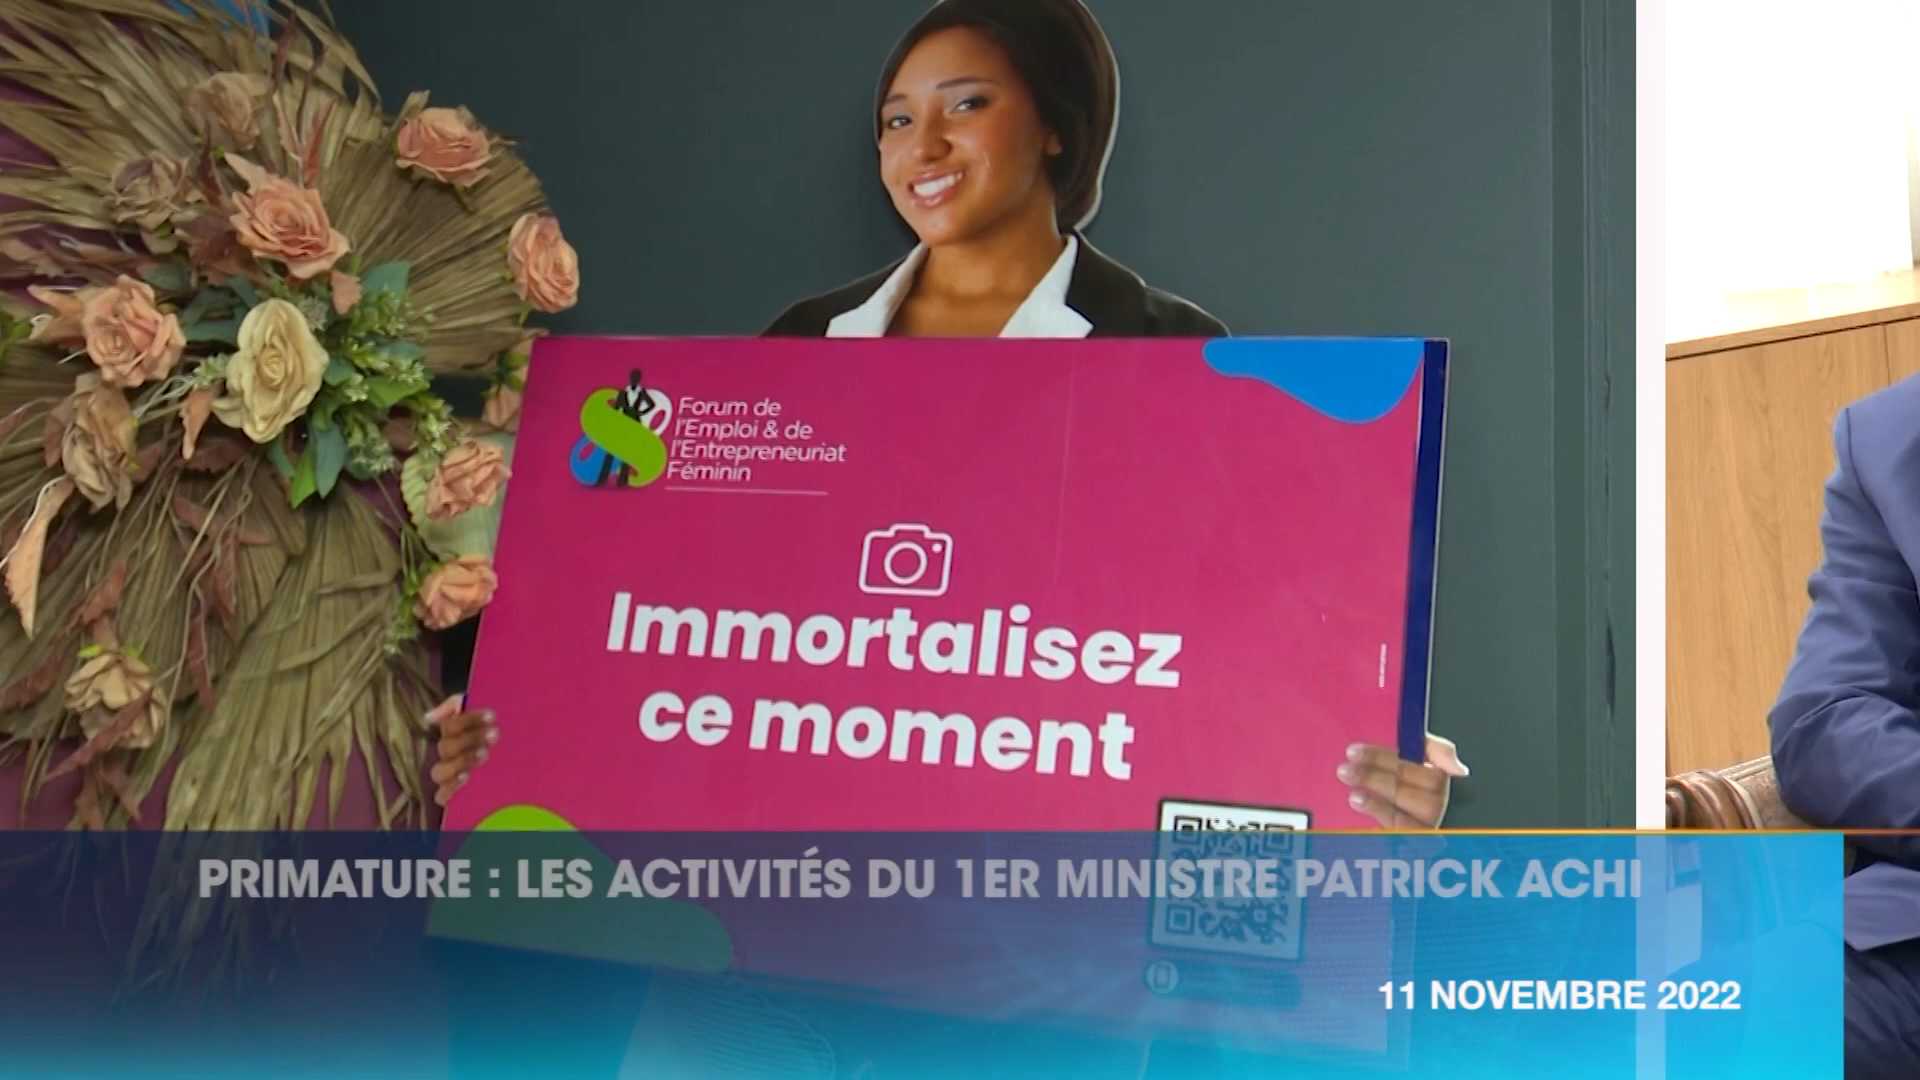 Forum de
l'Emploi & de
l'Entrepreneuriat
Féminin
Immortalisez
ce moment
PRIMATURE : LES ACTIVITÉS DU 1ER MINISTRE PATRICK ACHI
11 NOVEMBRE 2022